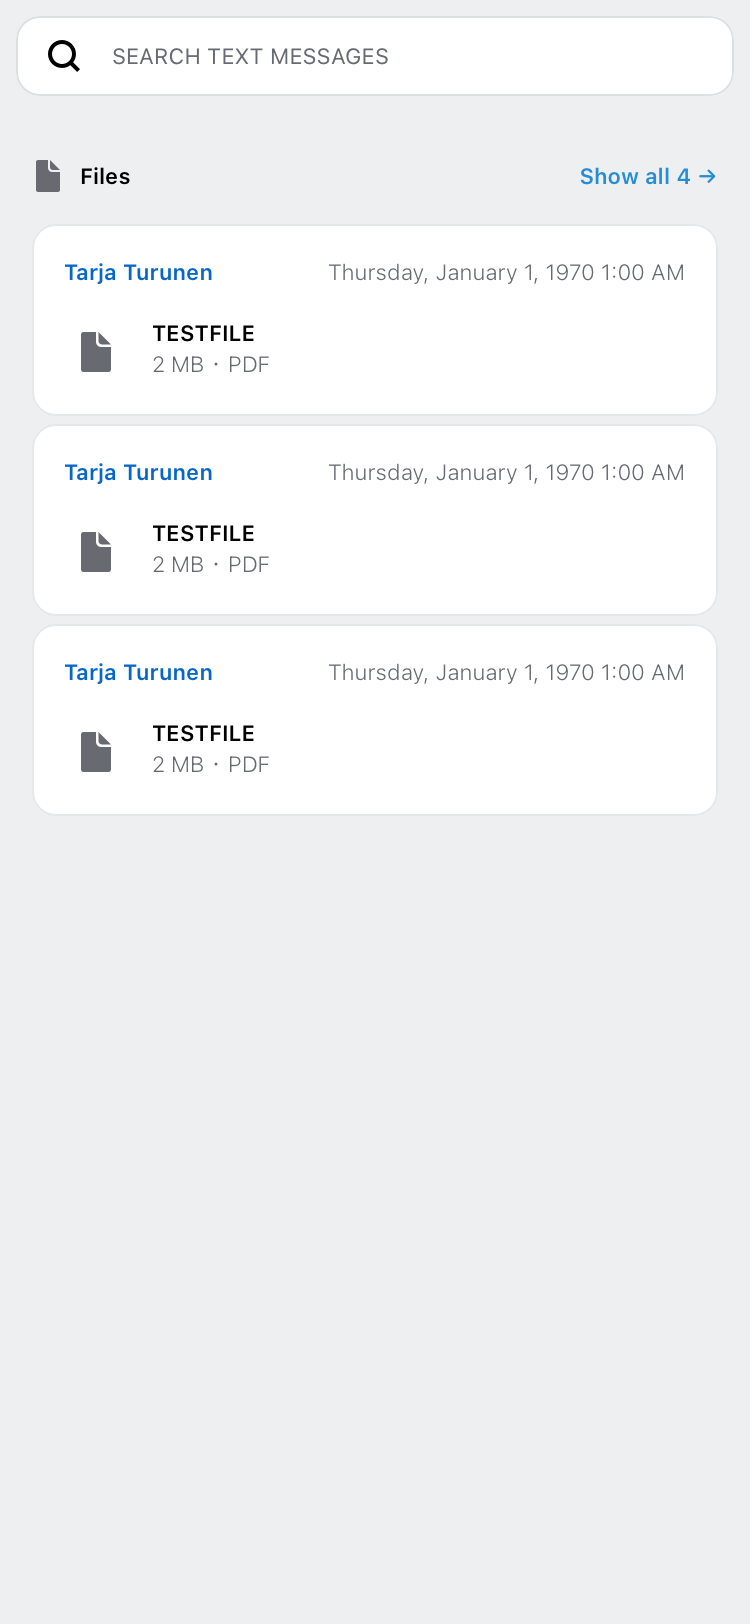 SEARCH TEXT MESSAGES
Files
Show all 4 →
Tarja Turunen
Thursday, January 1, 1970 1:00 AM
TESTFILE
2 MB · PDF
Tarja Turunen
Thursday, January 1, 1970 1:00 AM
TESTFILE
2 MB · PDF
Tarja Turunen
Thursday, January 1, 1970 1:00 AM
TESTFILE
2 MB · PDF